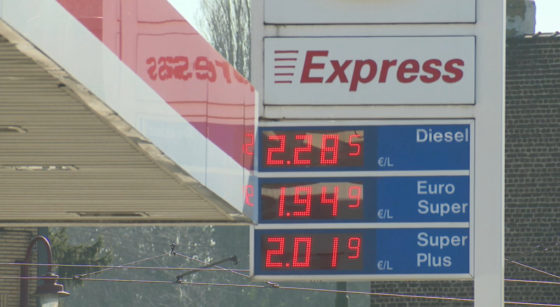 Express
2.28 5 €/L Diesel
1.94 9 €/L Euro
Super
2.01 9 €/L Super
Plus